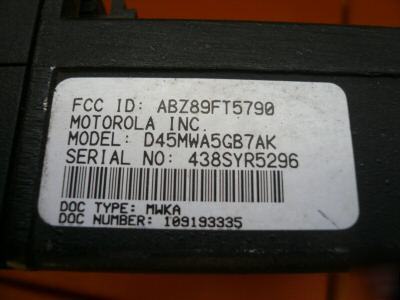 FCC ID: ABZ89FT5790
MOTOROLA INC.
MODEL: D45MWA5GB7AK
SERIAL NO: 438SYR5296
DOC TYPE: MWKA
DOC NUMBER: 109193335